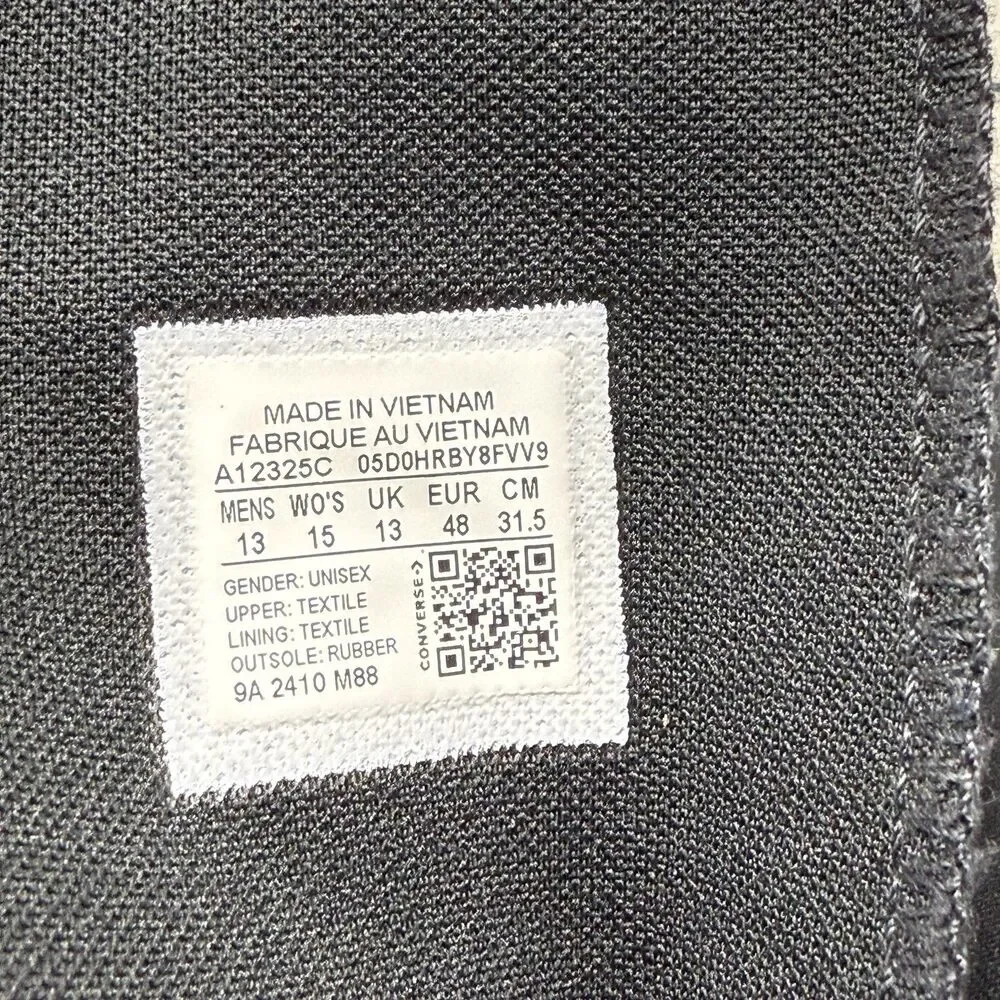 MADE IN VIETNAM
FABRIQUE AU VIETNAM
A12325C 05D0HRBY8FVV9
MENS WO'S UK EUR CM
13 15 13 48 31.5
GENDER: UNISEX
UPPER: TEXTILE
LINING: TEXTILE
OUTSOLE: RUBBER
9A 2410 M88
CONVERSE